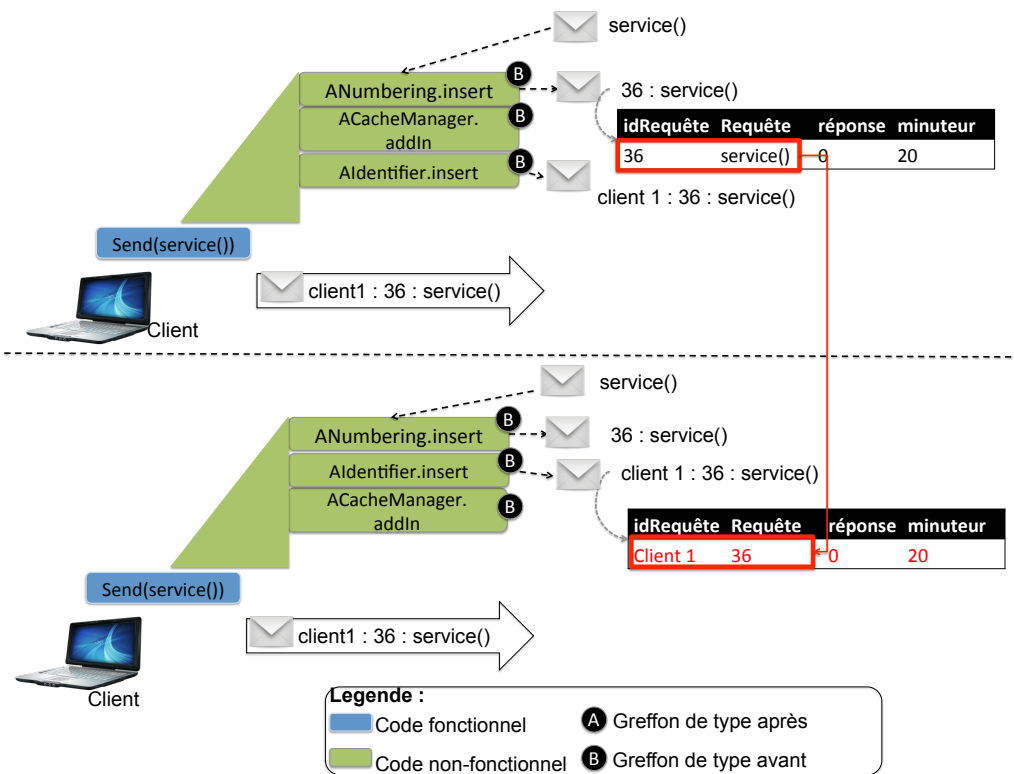 service()
B
ANumbering.insert
36 : service()
B
ACacheManager.
addIn
idRequête Requête réponse minuteur
36 service() 0 20
B
AIdentifier.insert
client 1 : 36 : service()
Send(service())
client1 : 36 : service()
Client
service()
B
ANumbering.insert
36 : service()
B
AIdentifier.insert
client 1 : 36 : service()
ACacheManager.
addIn
B
idRequête Requête réponse minuteur
Client 1 36 0 20
Send(service())
client1 : 36 : service()
Client
Legende :
Code fonctionnel
A Greffon de type après
Code non-fonctionnel
B Greffon de type avant